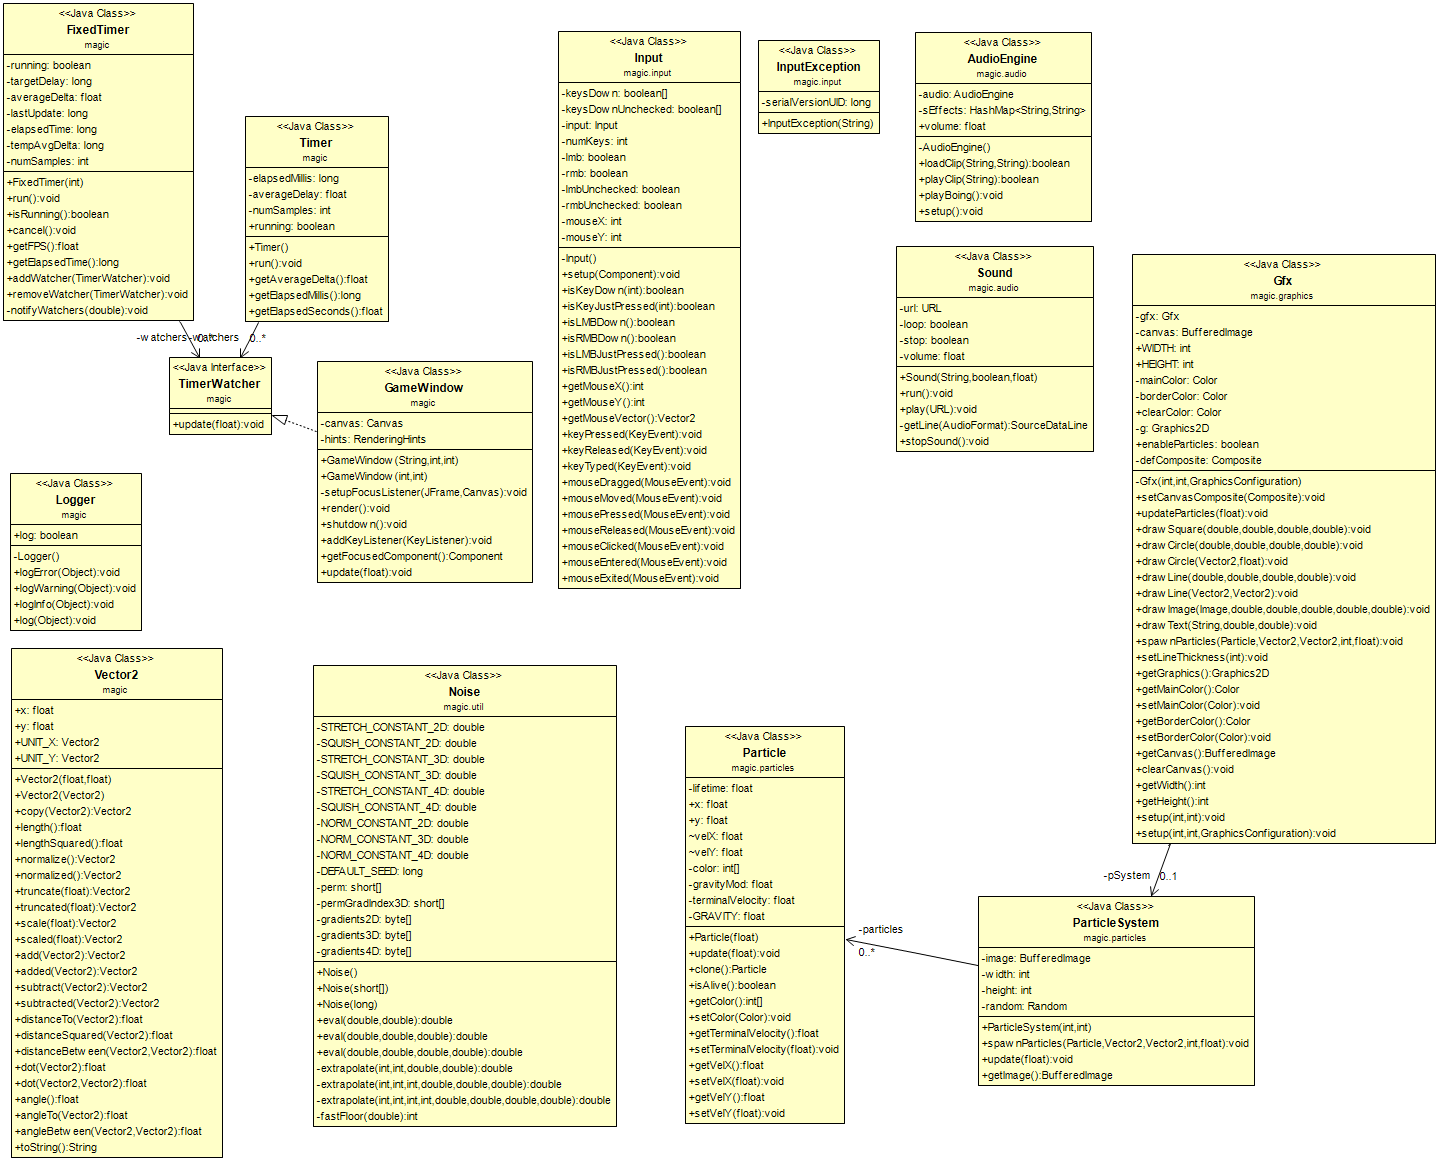 <<Java Class>>
FixedTimer
magic
-running: boolean
-targetDelay: long
-averageDelta: float
-lastUpdate: long
-elapsedTime: long
-tempAvgDelta: long
-numSamples: int
+FixedTimer(int)
+run():void
+isRunning():boolean
+cancel():void
+getFPS():float
+getElapsedTime():long
+addWatcher(TimerWatcher):void
+removeWatcher(TimerWatcher):void
-notifyWatchers(double):void
<<Java Class>>
Timer
magic
-elapsedMillis: long
-averageDelay: float
-numSamples: int
+running: boolean
+Timer()
+run():void
+getAverageDelta():float
+getElapsedMillis():long
+getElapsedSeconds():float
-watchers
0..*
-watchers
0..*
<<Java Interface>>
TimerWatcher
magic
+update(float):void
<<Java Class>>
GameWindow
magic
-canvas: Canvas
-hints: RenderingHints
+GameWindow(String,int,int)
+GameWindow(int,int)
-setupFocusListener(JFrame,Canvas):void
+render():void
+shutdown():void
+addKeyListener(KeyListener):void
+getFocusedComponent():Component
+update(float):void
<<Java Class>>
Logger
magic
+log: boolean
-Logger()
+logError(Object):void
+logWarning(Object):void
+logInfo(Object):void
+log(Object):void
<<Java Class>>
Input
magic.input
-keysDown: boolean[]
-keysDownUnchecked: boolean[]
-input: Input
-numKeys: int
-lmb: boolean
-rmb: boolean
-lmbUnchecked: boolean
-rmbUnchecked: boolean
-mouseX: int
-mouseY: int
-Input()
+setup(Component):void
+isKeyDown(int):boolean
+isKeyJustPressed(int):boolean
+isLMBDown():boolean
+isRMBDown():boolean
+isLMBJustPressed():boolean
+isRMBJustPressed():boolean
+getMouseX():int
+getMouseY():int
+getMouseVector():Vector2
+keyPressed(KeyEvent):void
+keyReleased(KeyEvent):void
+keyTyped(KeyEvent):void
+mouseDragged(MouseEvent):void
+mouseMoved(MouseEvent):void
+mousePressed(MouseEvent):void
+mouseReleased(MouseEvent):void
+mouseClicked(MouseEvent):void
+mouseEntered(MouseEvent):void
+mouseExited(MouseEvent):void
<<Java Class>>
InputException
magic.input
-serialVersionUID: long
+InputException(String)
<<Java Class>>
AudioEngine
magic.audio
-audio: AudioEngine
-sEffects: HashMap<String,String>
+volume: float
-AudioEngine()
+loadClip(String,String):boolean
+playClip(String):boolean
+playBoing():void
+setup():void
<<Java Class>>
Sound
magic.audio
-url: URL
-loop: boolean
-stop: boolean
-volume: float
+Sound(String,boolean,float)
+run():void
+play(URL):void
-getLine(AudioFormat):SourceDataLine
+stopSound():void
<<Java Class>>
Gfx
magic.graphics
-gfx: Gfx
-canvas: BufferedImage
+WIDTH: int
+HEIGHT: int
-mainColor: Color
-borderColor: Color
+clearColor: Color
-g: Graphics2D
+enableParticles: boolean
-defComposite: Composite
-Gfx(int,int,GraphicsConfiguration)
+setCanvasComposite(Composite):void
+updateParticles(float):void
+drawSquare(double,double,double,double):void
+drawCircle(double,double,double,double):void
+drawCircle(Vector2,float):void
+drawLine(double,double,double,double):void
+drawLine(Vector2,Vector2):void
+drawImage(Image,double,double,double,double,double):void
+drawText(String,double,double):void
+spawnParticles(Particle,Vector2,Vector2,int,float):void
+setLineThickness(int):void
+getGraphics():Graphics2D
+getMainColor():Color
+setMainColor(Color):void
+getBorderColor():Color
+setBorderColor(Color):void
+getCanvas():BufferedImage
+clearCanvas():void
+getWidth():int
+getHeight():int
+setup(int,int):void
+setup(int,int,GraphicsConfiguration):void
-pSystem
0..1
<<Java Class>>
Vector2
magic
+x: float
+y: float
+UNIT_X: Vector2
+UNIT_Y: Vector2
+Vector2(float,float)
+Vector2(Vector2)
+copy(Vector2):Vector2
+length():float
+lengthSquared():float
+normalize():Vector2
+normalized():Vector2
+truncate(float):Vector2
+truncated(float):Vector2
+scale(float):Vector2
+scaled(float):Vector2
+add(Vector2):Vector2
+added(Vector2):Vector2
+subtract(Vector2):Vector2
+subtracted(Vector2):Vector2
+distanceTo(Vector2):float
+distanceSquared(Vector2):float
+distanceBetween(Vector2,Vector2):float
+dot(Vector2):float
+dot(Vector2,Vector2):float
+angle():float
+angleTo(Vector2):float
+angleBetween(Vector2,Vector2):float
+toString():String
<<Java Class>>
Noise
magic.util
-STRETCH_CONSTANT_2D: double
-SQUISH_CONSTANT_2D: double
-STRETCH_CONSTANT_3D: double
-SQUISH_CONSTANT_3D: double
-STRETCH_CONSTANT_4D: double
-SQUISH_CONSTANT_4D: double
-NORM_CONSTANT_2D: double
-NORM_CONSTANT_3D: double
-NORM_CONSTANT_4D: double
-DEFAULT_SEED: long
-perm: short[]
-permGradIndex3D: short[]
-gradients2D: byte[]
-gradients3D: byte[]
-gradients4D: byte[]
+Noise()
+Noise(short[])
+Noise(long)
+eval(double,double):double
+eval(double,double,double):double
+eval(double,double,double,double):double
-extrapolate(int,int,double,double):double
-extrapolate(int,int,int,double,double,double):double
-extrapolate(int,int,int,int,double,double,double,double):double
-fastFloor(double):int
<<Java Class>>
Particle
magic.particles
-lifetime: float
+x: float
+y: float
~velX: float
~velY: float
-color: int[]
-gravityMod: float
-terminalVelocity: float
-GRAVITY: float
+Particle(float)
+update(float):void
+clone():Particle
+isAlive():boolean
+getColor():int[]
+setColor(Color):void
+getTerminalVelocity():float
+setTerminalVelocity(float):void
+getVelX():float
+setVelX(float):void
+getVelY():float
+setVelY(float):void
-particles
0..*
<<Java Class>>
ParticleSystem
magic.particles
-image: BufferedImage
-width: int
-height: int
-random: Random
+ParticleSystem(int,int)
+spawnParticles(Particle,Vector2,Vector2,int,float):void
+update(float):void
+getImage():BufferedImage